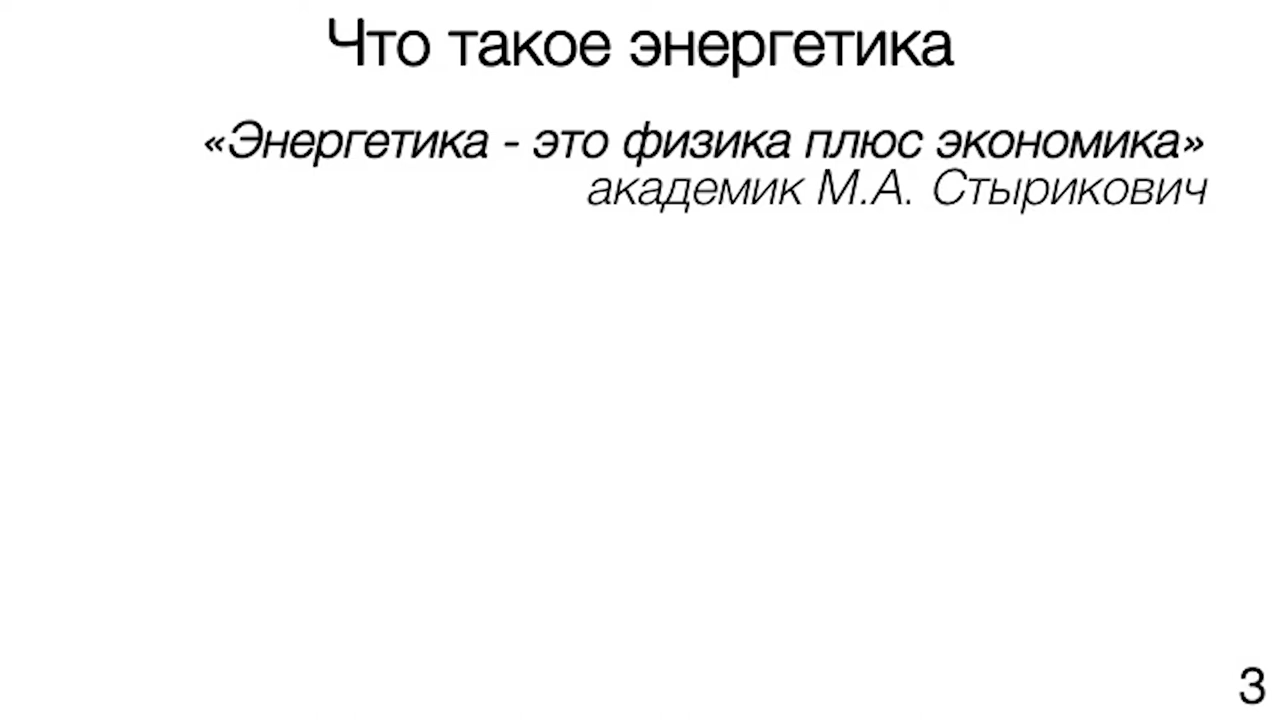 Что такое энергетика
«Энергетика - это физика плюс экономика»
академик М.А. Стырикович
3